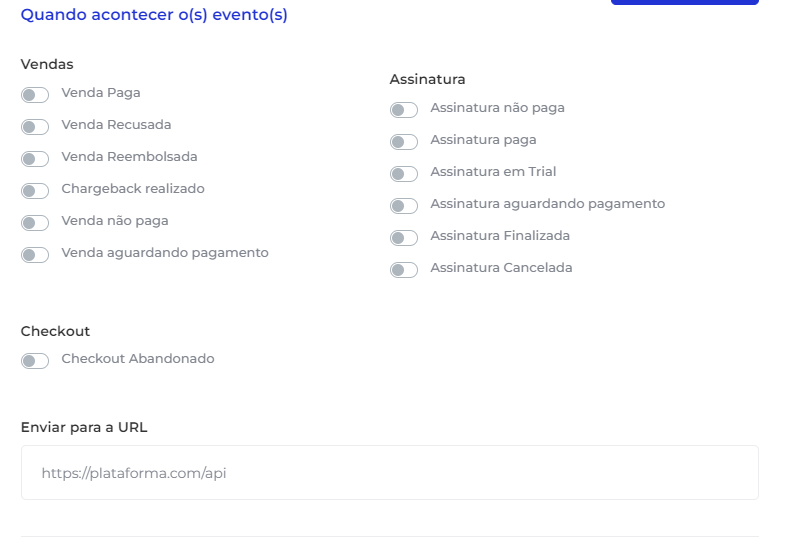 Quando acontecer o(s) evento(s)
Vendas
Venda Paga
Venda Recusada
Venda Reembolsada
Chargeback realizado
Venda não paga
Venda aguardando pagamento
Assinatura
Assinatura não paga
Assinatura paga
Assinatura em Trial
Assinatura aguardando pagamento
Assinatura Finalizada
Assinatura Cancelada
Checkout
Checkout Abandonado
Enviar para a URL
https://plataforma.com/api